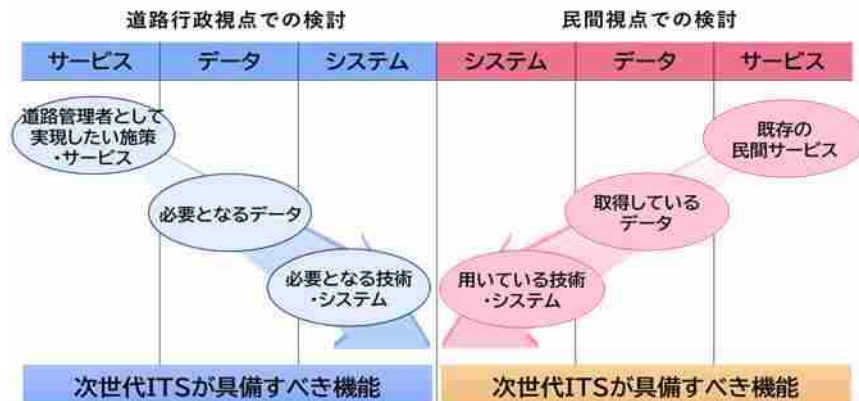 道路行政視点での検討
民間視点での検討
サービス
データ
システム
システム
データ
サービス
道路管理者として
実現したい施策
・サービス
既存の
民間サービス
必要となるデータ
取得している
データ
必要となる技術
・システム
用いている技術
・システム
次世代ITSが具備すべき機能
次世代ITSが具備すべき機能